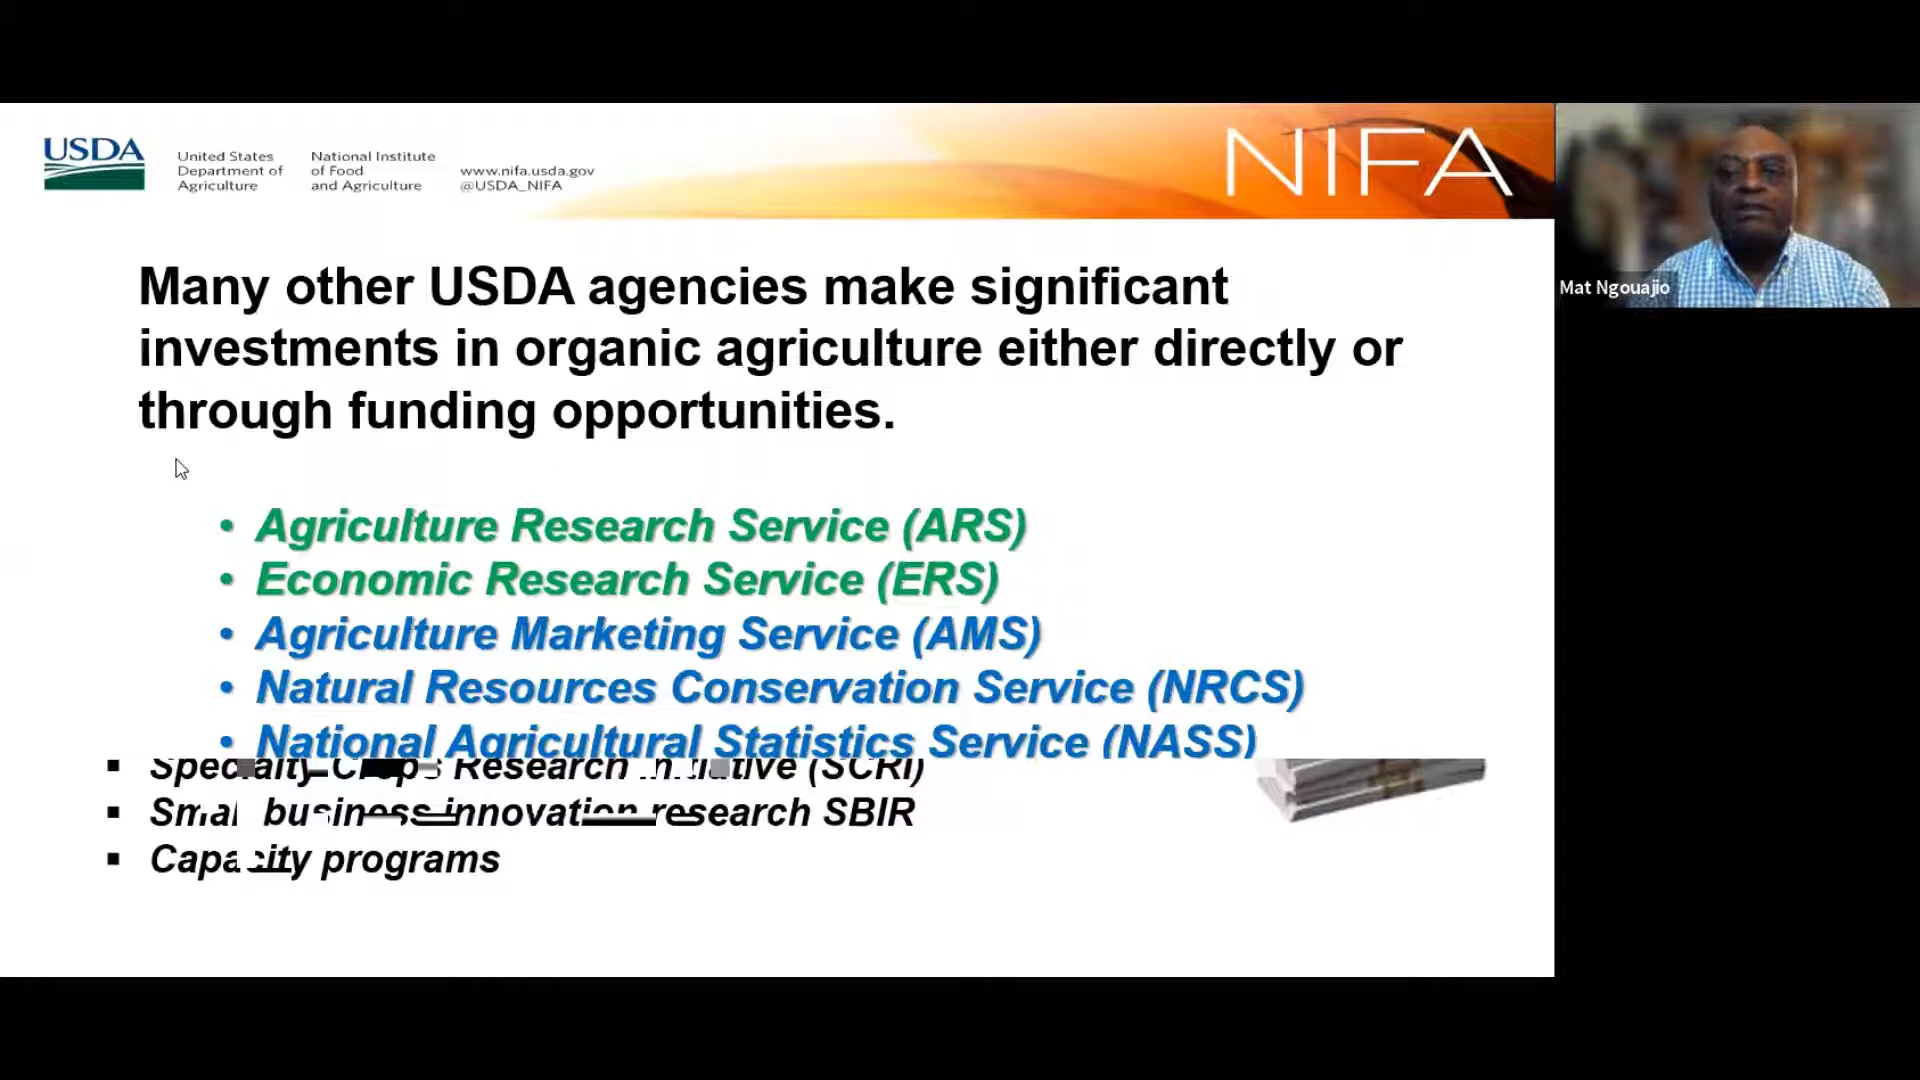 USDA
United States
Department of
Agriculture
National Institute
of Food
and Agriculture
www.nifa.usda.gov
@USDA_NIFA
NIFA
Mat Ngouajio
Many other USDA agencies make significant
investments in organic agriculture either directly or
through funding opportunities.
• Agriculture Research Service (ARS)
• Economic Research Service (ERS)
• Agriculture Marketing Service (AMS)
• Natural Resources Conservation Service (NRCS)
• National Agricultural Statistics Service (NASS)
▪ Specialty Crops Research Initiative (SCRI)
▪ Small business innovation research SBIR
▪ Capacity programs